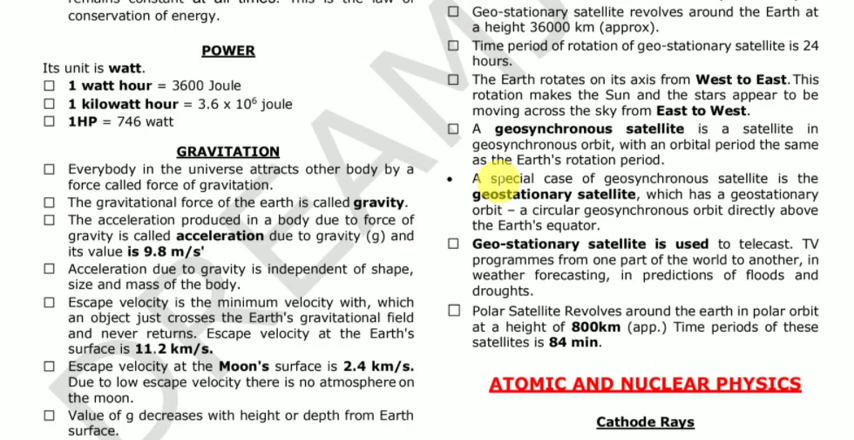 conservation of energy.
POWER
Its unit is watt.
☐ 1 watt hour = 3600 Joule
☐ 1 kilowatt hour = 3.6 x 10⁶ joule
☐ 1HP = 746 watt
GRAVITATION
☐ Everybody in the universe attracts other body by a
force called force of gravitation.
☐ The gravitational force of the earth is called gravity.
☐ The acceleration produced in a body due to force of
gravity is called acceleration due to gravity (g) and
its value is 9.8 m/s'
☐ Acceleration due to gravity is independent of shape,
size and mass of the body.
☐ Escape velocity is the minimum velocity with, which
an object just crosses the Earth's gravitational field
and never returns. Escape velocity at the Earth's
surface is 11.2 km/s.
☐ Escape velocity at the Moon's surface is 2.4 km/s.
Due to low escape velocity there is no atmosphere on
the moon.
☐ Value of g decreases with height or depth from Earth
surface.
☐ Geo-stationary satellite revolves around the Earth at
a height 36000 km (approx).
☐ Time period of rotation of geo-stationary satellite is 24
hours.
☐ The Earth rotates on its axis from West to East. This
rotation makes the Sun and the stars appear to be
moving across the sky from East to West.
☐ A geosynchronous satellite is a satellite in
geosynchronous orbit, with an orbital period the same
as the Earth's rotation period.
• A special case of geosynchronous satellite is the
geostationary satellite, which has a geostationary
orbit – a circular geosynchronous orbit directly above
the Earth's equator.
☐ Geo-stationary satellite is used to telecast. TV
programmes from one part of the world to another, in
weather forecasting, in predictions of floods and
droughts.
☐ Polar Satellite Revolves around the earth in polar orbit
at a height of 800km (app.) Time periods of these
satellites is 84 min.
ATOMIC AND NUCLEAR PHYSICS
Cathode Rays